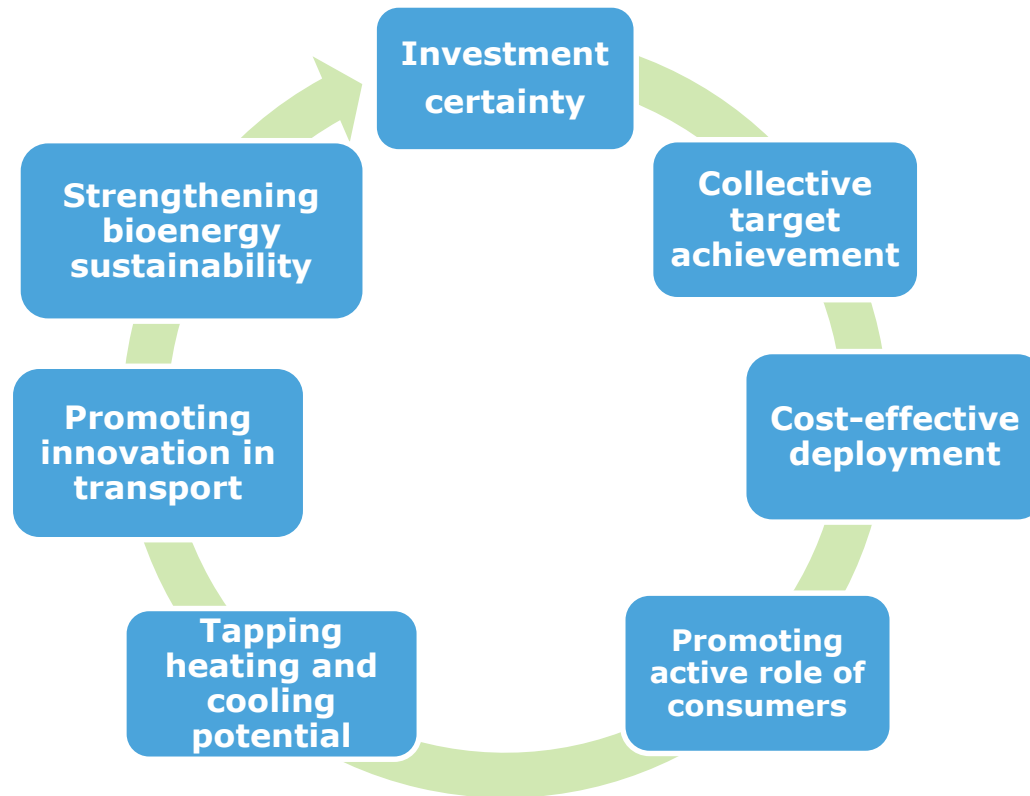 Investment
certainty
Collective
target
achievement
Cost-effective
deployment
Promoting
active role of
consumers
Tapping
heating and
cooling
potential
Promoting
innovation in
transport
Strengthening
bioenergy
sustainability